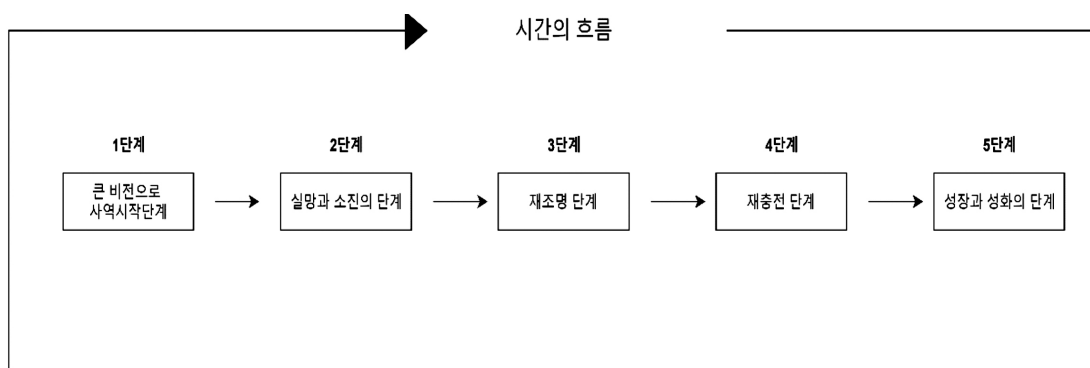 시간의 흐름
1단계
2단계
3단계
4단계
5단계
큰 비전으로
사역시작단계
실망과 소진의 단계
재조명 단계
재충전 단계
성장과 성화의 단계